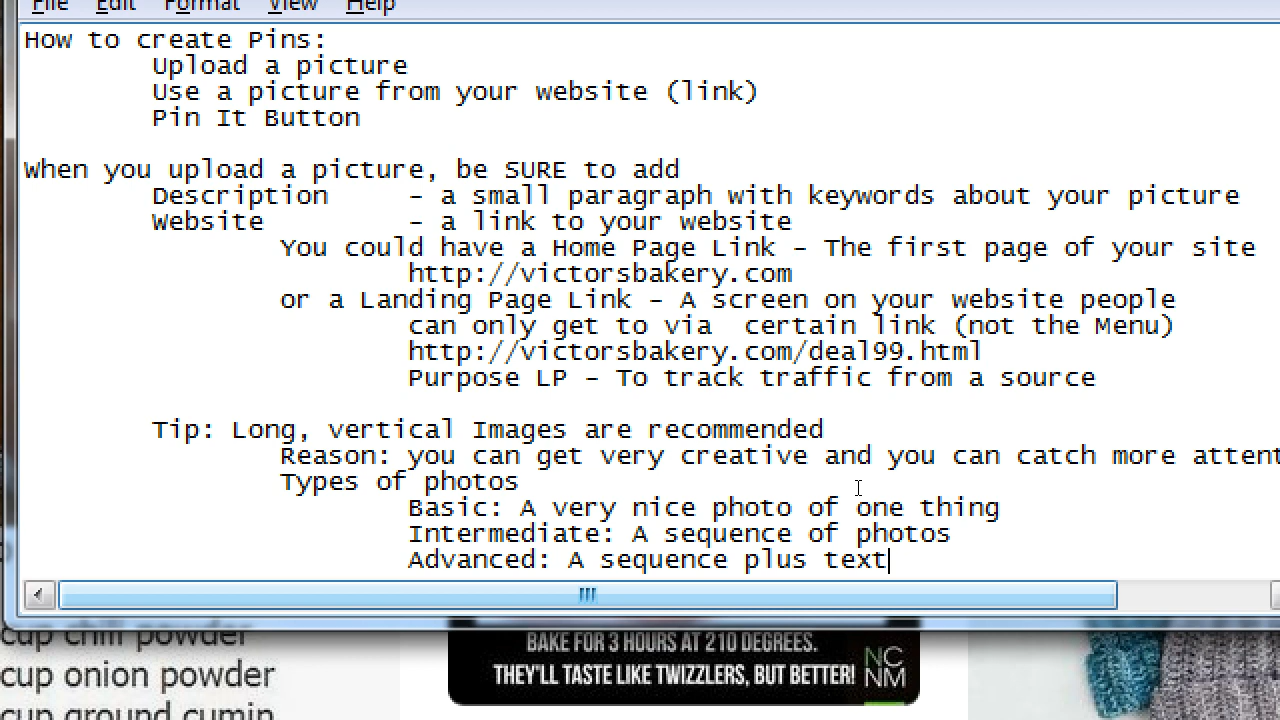 File Edit Format View Help
How to create Pins:
Upload a picture
Use a picture from your website (link)
Pin It Button
When you upload a picture, be SURE to add
Description - a small paragraph with keywords about your picture
Website - a link to your website
You could have a Home Page Link - The first page of your site
http://victorsbakery.com
or a Landing Page Link - A screen on your website people
can only get to via certain link (not the Menu)
http://victorsbakery.com/deal99.html
Purpose LP - To track traffic from a source
Tip: Long, vertical Images are recommended
Reason: you can get very creative and you can catch more attent
Types of photos
Basic: A very nice photo of one thing
Intermediate: A sequence of photos
Advanced: A sequence plus text
cup chili powder
cup onion powder
cup ground cumin
BAKE FOR 3 HOURS AT 210 DEGREES.
THEY'LL TASTE LIKE TWIZZLERS, BUT BETTER!
NC
NM